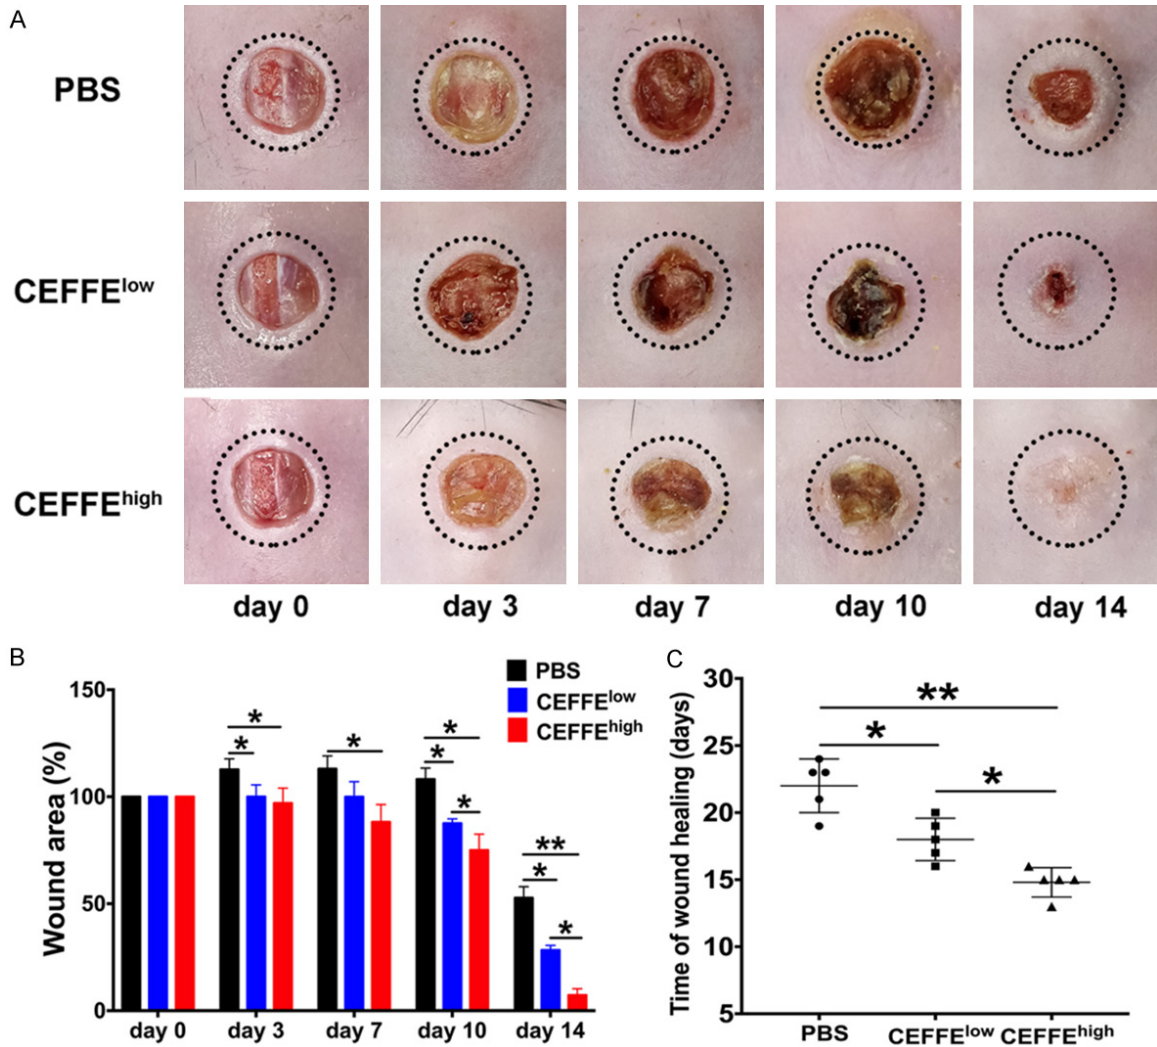 A
PBS
CEFFElow
CEFFEhigh
day 0 day 3 day 7 day 10 day 14
B
PBS
CEFFElow
CEFFEhigh
Wound area (%)
150
100
50
0
* * * * * * ** * *
day 0 day 3 day 7 day 10 day 14
C
Time of wound healing (days)
30
25
20
15
10
5
**
*
*
PBS CEFFElow CEFFEhigh